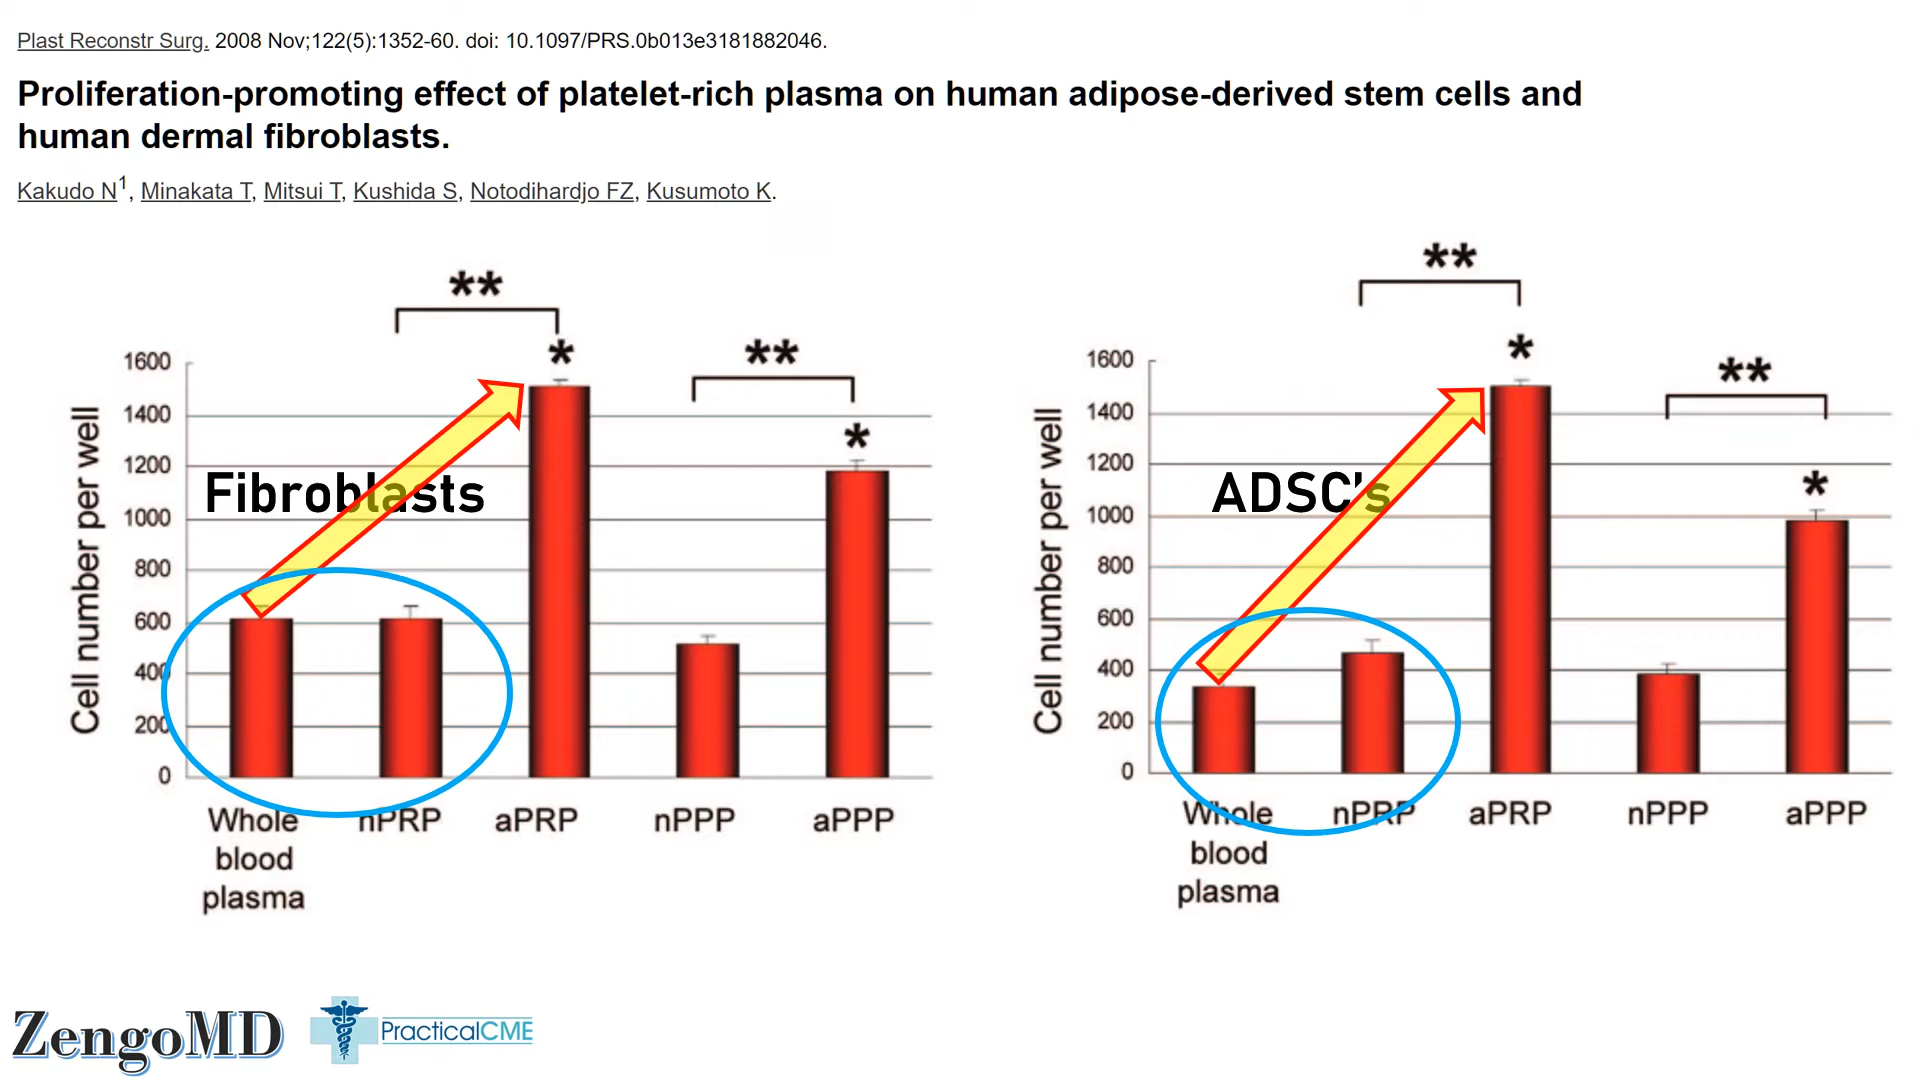 Plast Reconstr Surg. 2008 Nov;122(5):1352-60. doi: 10.1097/PRS.0b013e3181882046.
Proliferation-promoting effect of platelet-rich plasma on human adipose-derived stem cells and
human dermal fibroblasts.
Kakudo N1, Minakata T, Mitsui T, Kushida S, Notodihardjo FZ, Kusumoto K.
**
**
*
*
1600
1400
1200
1000
800
600
400
200
0
Cell number per well
Fibroblasts
Whole
blood
plasma
nPRP
aPRP
nPPP
aPPP
**
**
*
*
1600
1400
1200
1000
800
600
400
200
0
Cell number per well
ADSC's
Whole
blood
plasma
nPRP
aPRP
nPPP
aPPP
ZengoMD
PracticalCME